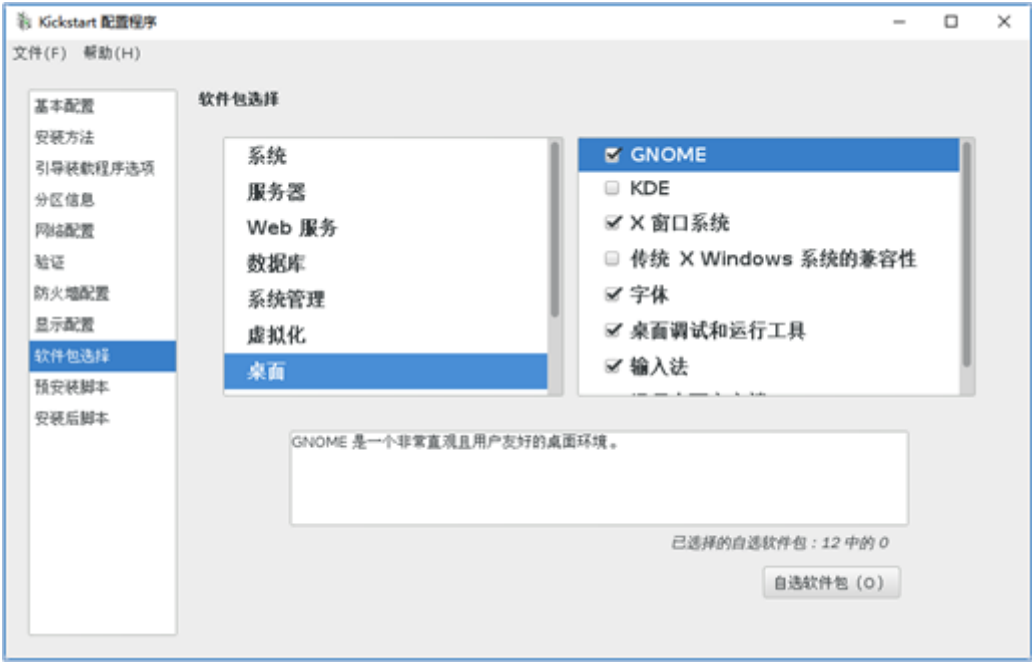 Kickstart 配置程序
文件(F) 帮助(H)
基本配置
安装方法
引导装载程序选项
分区信息
网络配置
验证
防火墙配置
显示配置
软件包选择
预安装脚本
安装后脚本
软件包选择
系统
服务器
Web 服务
数据库
系统管理
虚拟化
桌面
GNOME
KDE
X 窗口系统
传统 X Windows 系统的兼容性
字体
桌面调试和运行工具
输入法
GNOME 是一个非常直观且用户友好的桌面环境。
已选择的自选软件包：12 中的 0
自选软件包 (O)